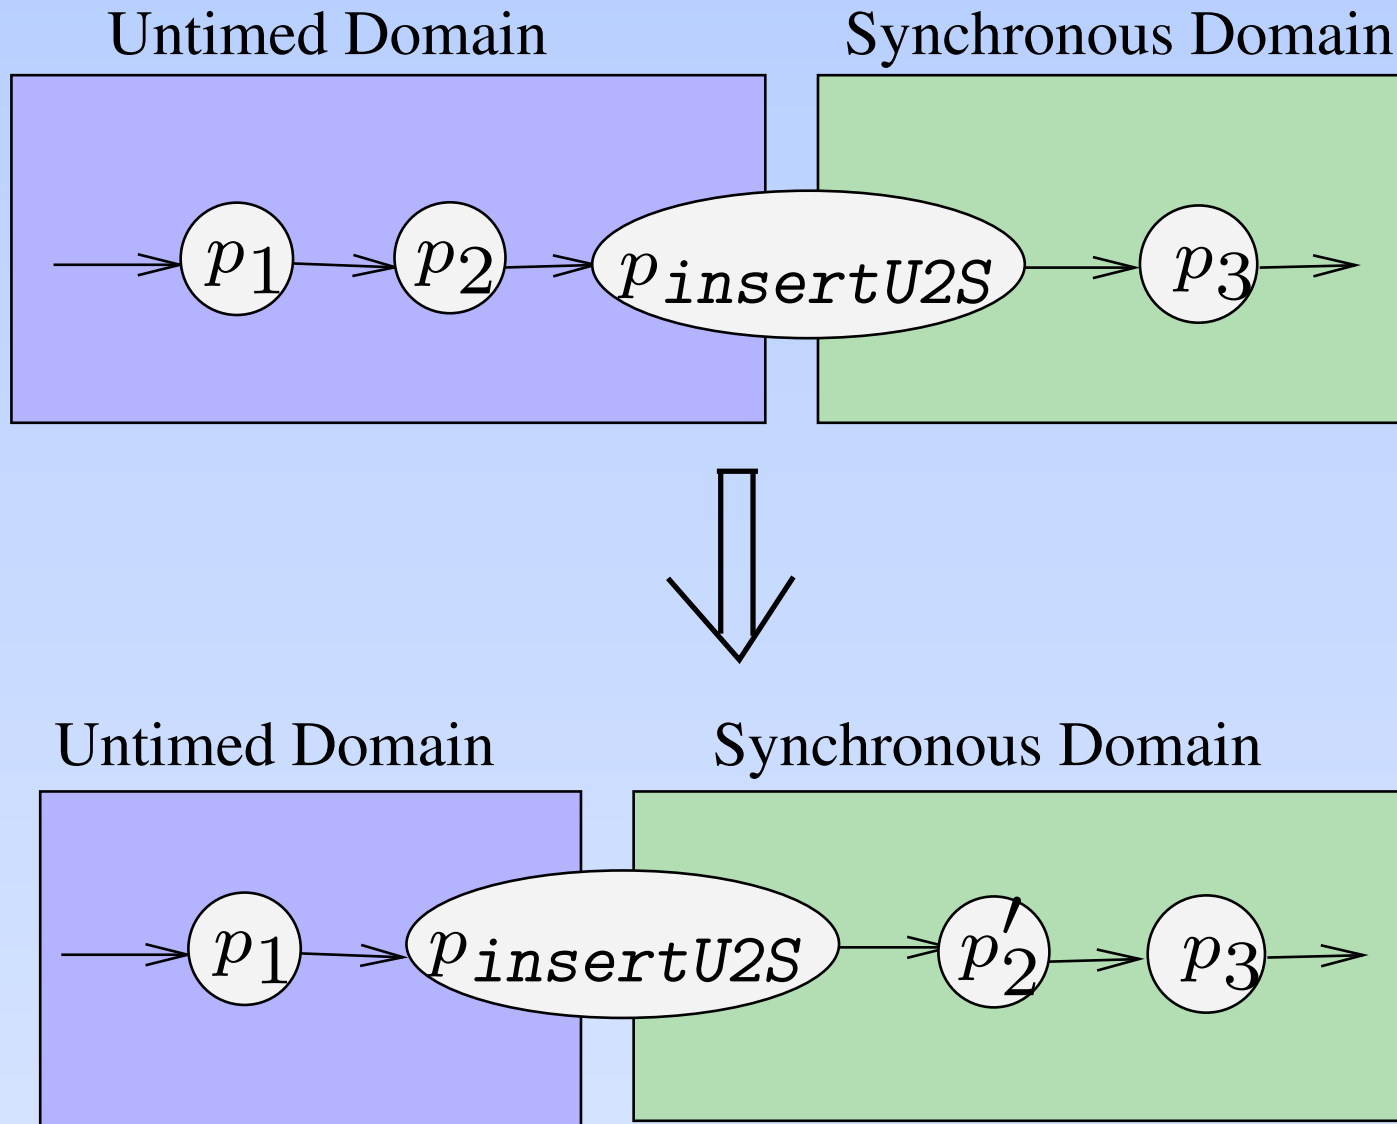 Untimed Domain Synchronous Domain
p1 p2 pinsertU2S p3
Untimed Domain Synchronous Domain
p1 pinsertU2S p′2 p3